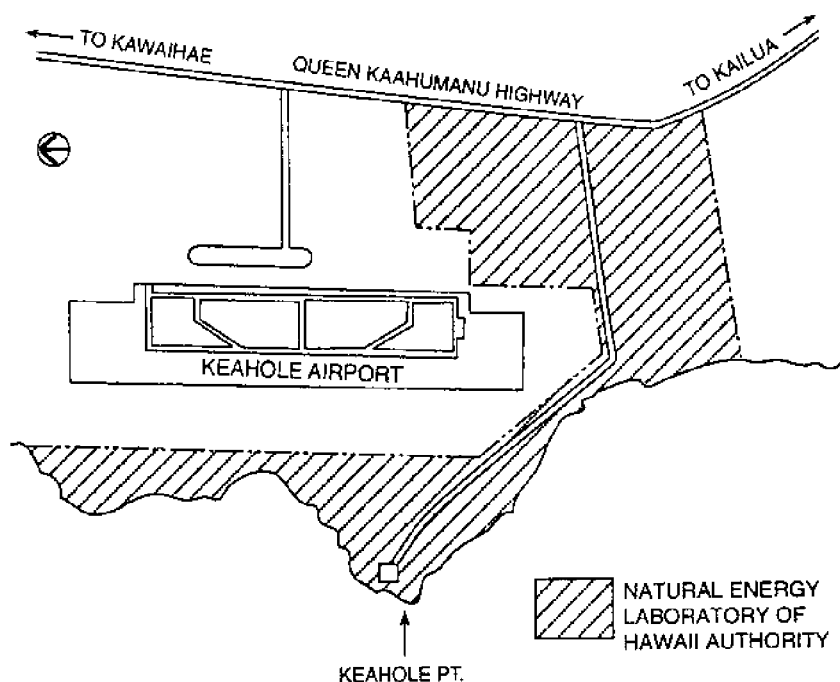 TO KAWAIHAE
QUEEN KAAHUMANU HIGHWAY
TO KAILUA
KEAHOLE AIRPORT
NATURAL ENERGY
LABORATORY OF
HAWAII AUTHORITY
KEAHOLE PT.